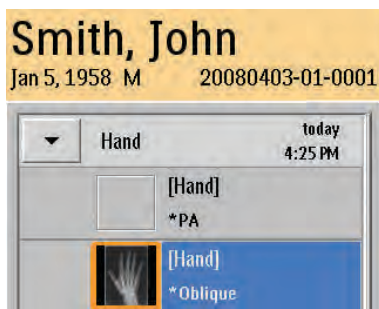 Smith, John
Jan 5, 1958 M 20080403-01-0001
Hand today
4:25 PM
[Hand]
*PA
[Hand]
*Oblique